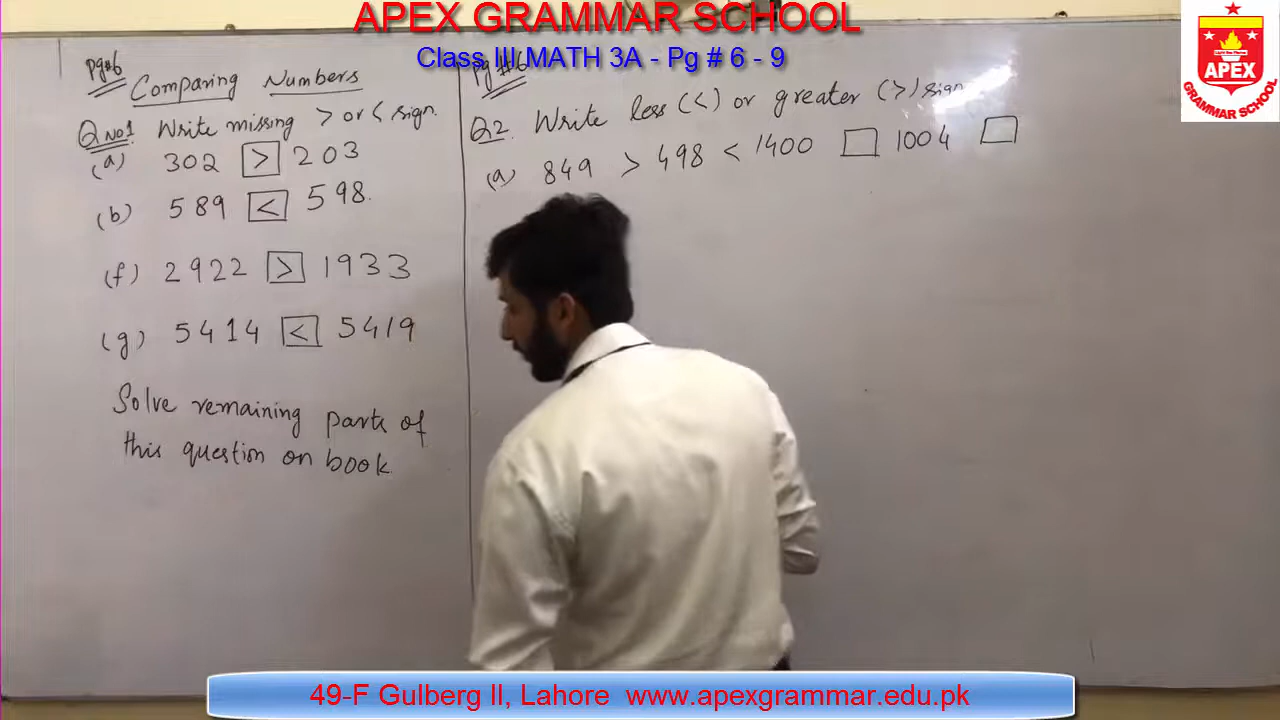 APEX GRAMMAR SCHOOL
Class III MATH 3A - Pg # 6 - 9
APEX
GRAMMAR SCHOOL
Pg#6
Comparing Numbers
Q No1 Write missing > or < sign.
(a) 302 > 203
(b) 589 < 598.
(f) 2922 > 1933
(g) 5414 < 5419
Solve remaining parts of
this question on book.
Pg #6
Q2. Write less (<) or greater (>) sign
(a) 849 > 498 < 1400 □ 1004 □
49-F Gulberg II, Lahore www.apexgrammar.edu.pk